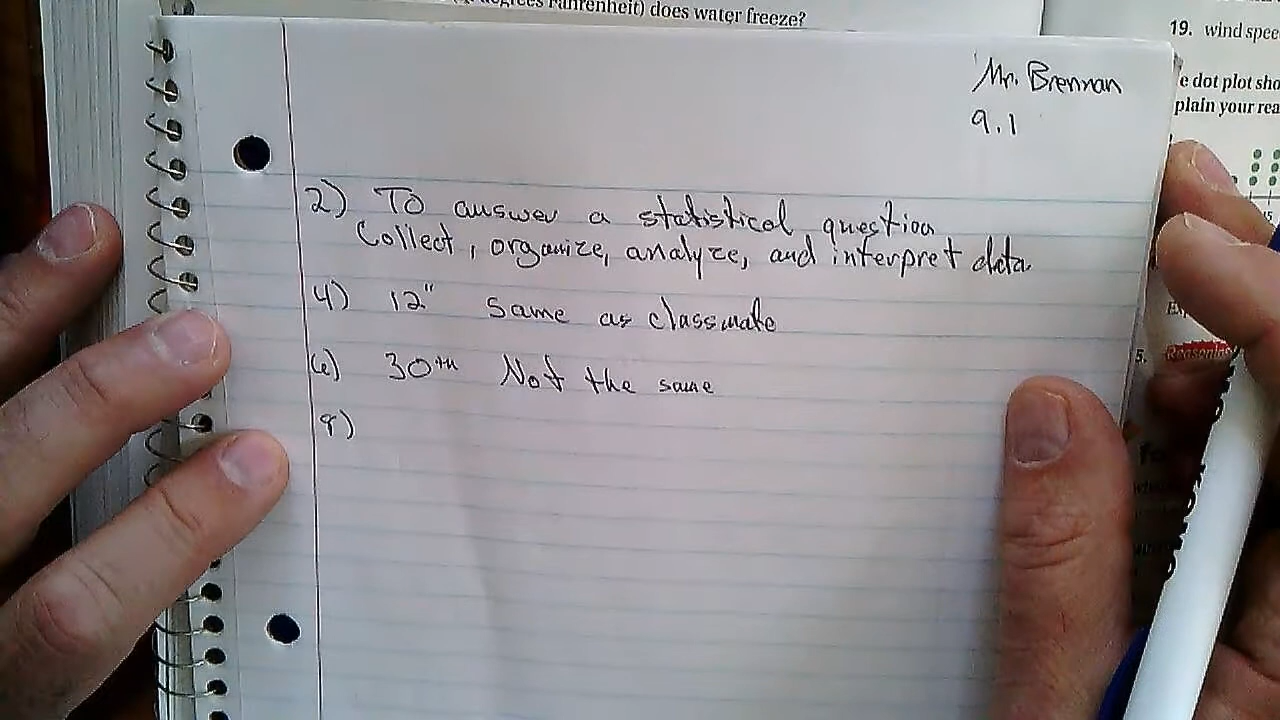 Fahrenheit) does water freeze?
19. wind spee
e dot plot sho
plain your rea
Mr. Brennan
9.1
2) To answer a statistical question
Collect, organize, analyze, and interpret data
4) 12" Same as classmate
6) 30th Not the same
8)
5.